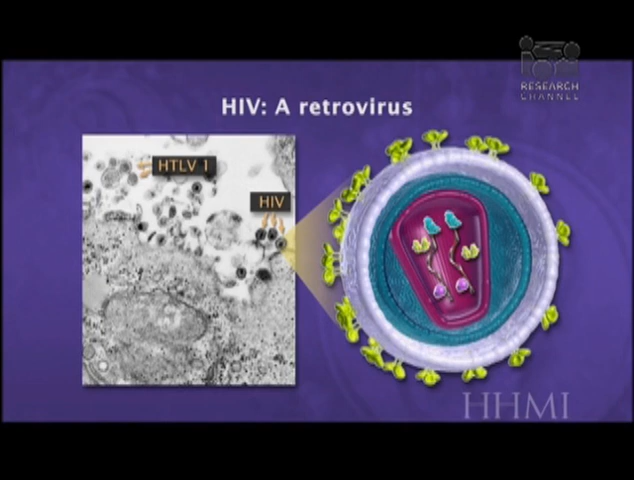 RESEARCH
CHANNEL
HIV: A retrovirus
HTLV 1
HIV
HHMI